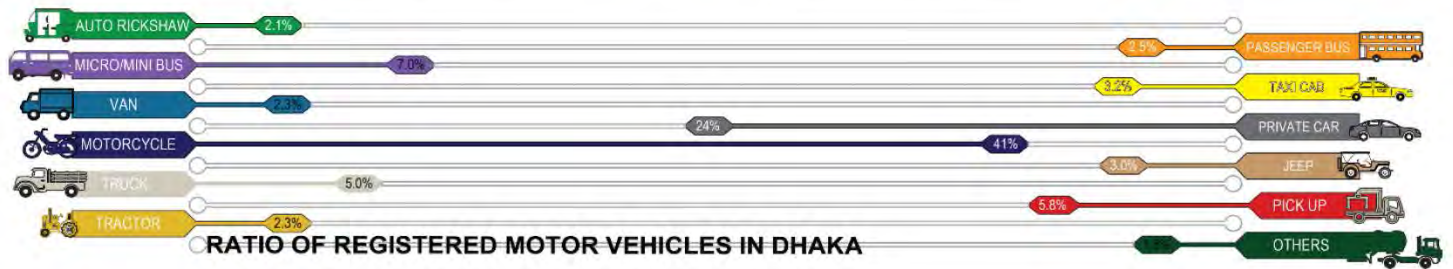 AUTO RICKSHAW 2.1%
2.5% PASSENGER BUS
MICRO/MINI BUS 7.0%
3.2% TAXI CAB
VAN 2.3%
24% PRIVATE CAR
MOTORCYCLE 41%
3.0% JEEP
TRUCK 5.0%
5.8% PICK UP
TRACTOR 2.3%
RATIO OF REGISTERED MOTOR VEHICLES IN DHAKA
OTHERS